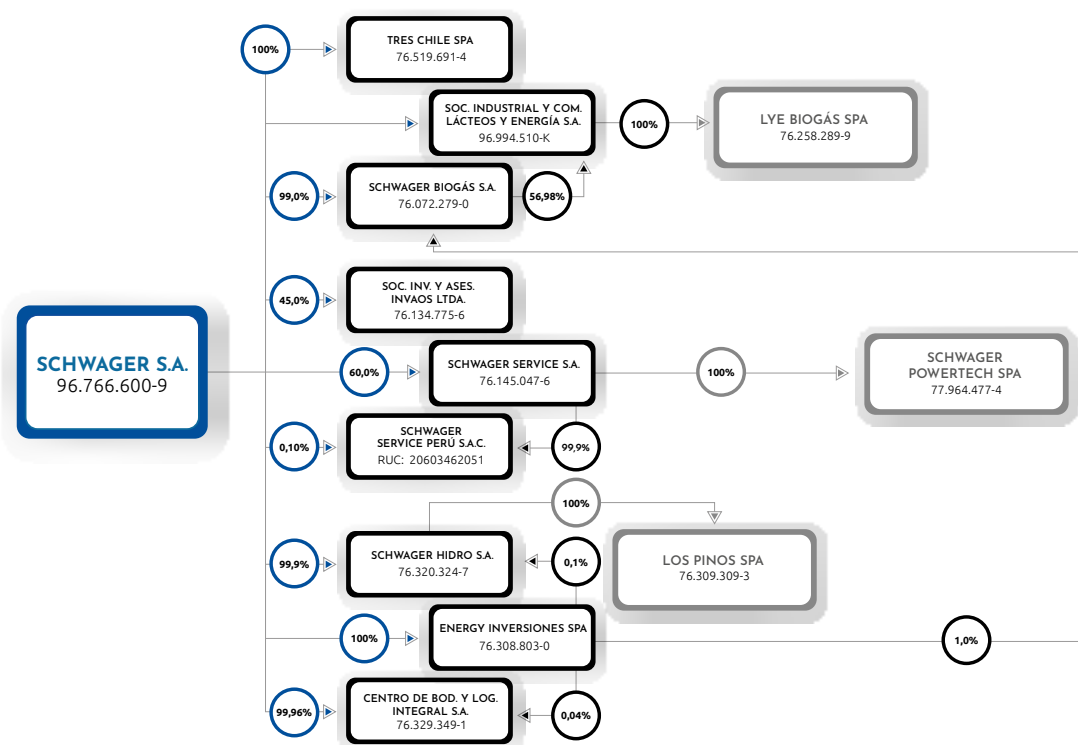 TRES CHILE SPA
76.519.691-4
100%
SOC. INDUSTRIAL Y COM.
LÁCTEOS Y ENERGÍA S.A.
96.994.510-K
100%
LYE BIOGÁS SPA
76.258.289-9
99,0%
SCHWAGER BIOGÁS S.A.
76.072.279-0
56,98%
45,0%
SOC. INV. Y ASES.
INVAOS LTDA.
76.134.775-6
SCHWAGER S.A.
96.766.600-9
60,0%
SCHWAGER SERVICE S.A.
76.145.047-6
100%
SCHWAGER
POWERTECH SPA
77.964.477-4
0,10%
SCHWAGER
SERVICE PERÚ S.A.C.
RUC: 20603462051
99,9%
100%
99,9%
SCHWAGER HIDRO S.A.
76.320.324-7
0,1%
LOS PINOS SPA
76.309.309-3
100%
ENERGY INVERSIONES SPA
76.308.803-0
1,0%
99,96%
CENTRO DE BOD. Y LOG.
INTEGRAL S.A.
76.329.349-1
0,04%